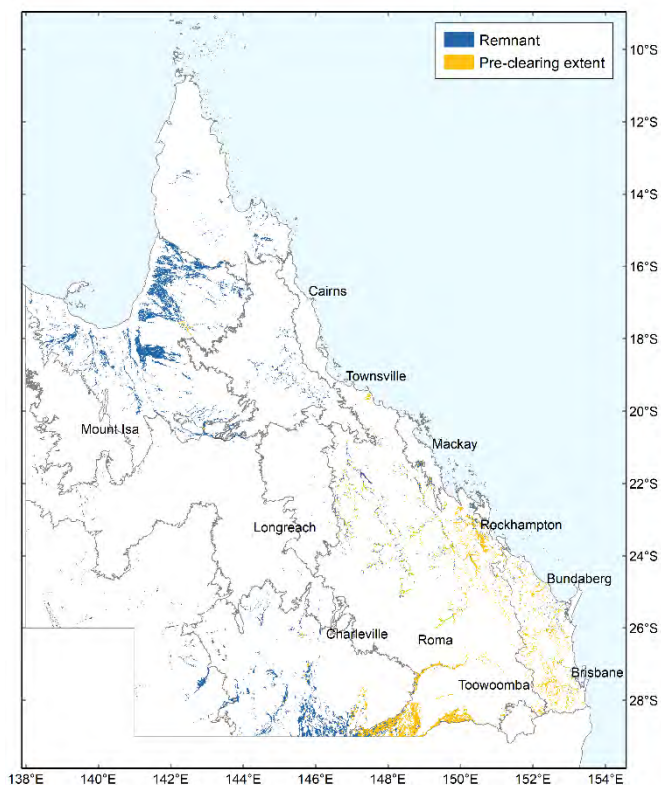 Remnant
Pre-clearing extent
10°S
12°S
14°S
16°S
Cairns
18°S
Townsville
20°S
Mount Isa
Mackay
22°S
Longreach
Rockhampton
24°S
Bundaberg
26°S
Charleville
Roma
Brisbane
Toowoomba
28°S
138°E 140°E 142°E 144°E 146°E 148°E 150°E 152°E 154°E